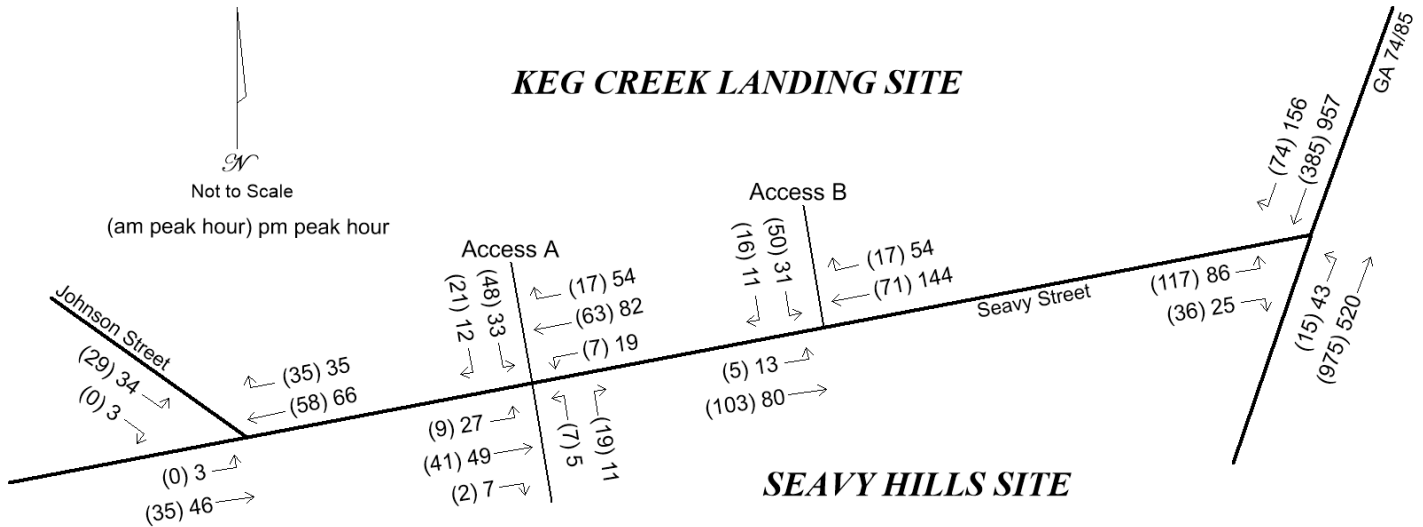 KEG CREEK LANDING SITE
GA 74/85
N
Not to Scale
(am peak hour) pm peak hour
(74) 156
(385) 957
Access B
Access A
(50) 31
(16) 11
(17) 54
(71) 144
(48) 33
(21) 12
(17) 54
(63) 82
(7) 19
Seavy Street
(117) 86
(36) 25
(15) 43
(975) 520
Johnson Street
(29) 34
(0) 3
(35) 35
(58) 66
(5) 13
(103) 80
(9) 27
(41) 49
(2) 7
(7) 5
(19) 11
(0) 3
(35) 46
SEAVY HILLS SITE